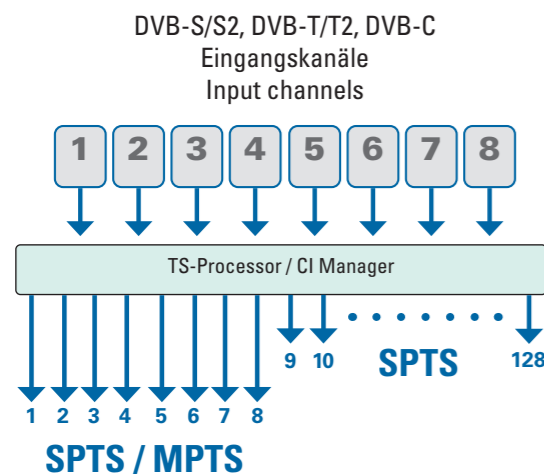 DVB-S/S2, DVB-T/T2, DVB-C
Eingangskanäle
Input channels
1 2 3 4 5 6 7 8
TS-Processor / CI Manager
9 10 SPTS 128
1 2 3 4 5 6 7 8
SPTS / MPTS